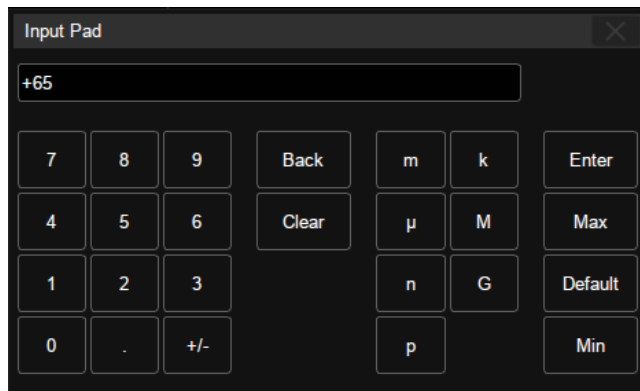 Input Pad
+65
7 8 9 Back m k Enter
4 5 6 Clear μ M Max
1 2 3 n G Default
0 . +/- p Min